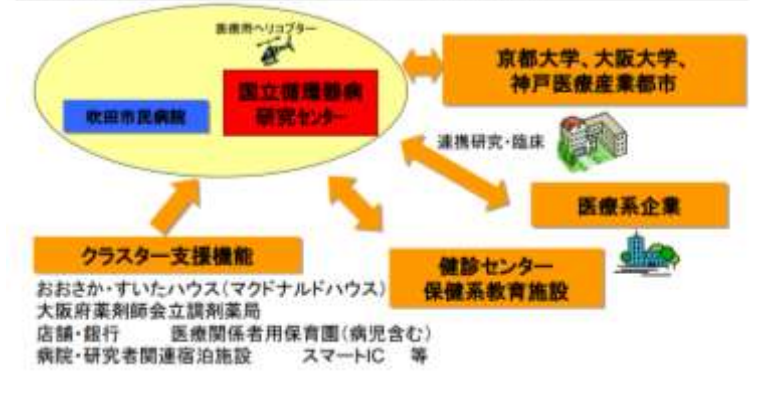 医療用ヘリコプター
国立循環器病
研究センター
吹田市民病院
京都大学、大阪大学、
神戸医療産業都市
連携研究・臨床
医療系企業
クラスター支援機能
健診センター
保健系教育施設
おおさか・すいたハウス(マクドナルドハウス)
大阪府薬剤師会立調剤薬局
店舗・銀行 医療関係者用保育園(病児含む)
病院・研究者関連宿泊施設 スマートIC 等